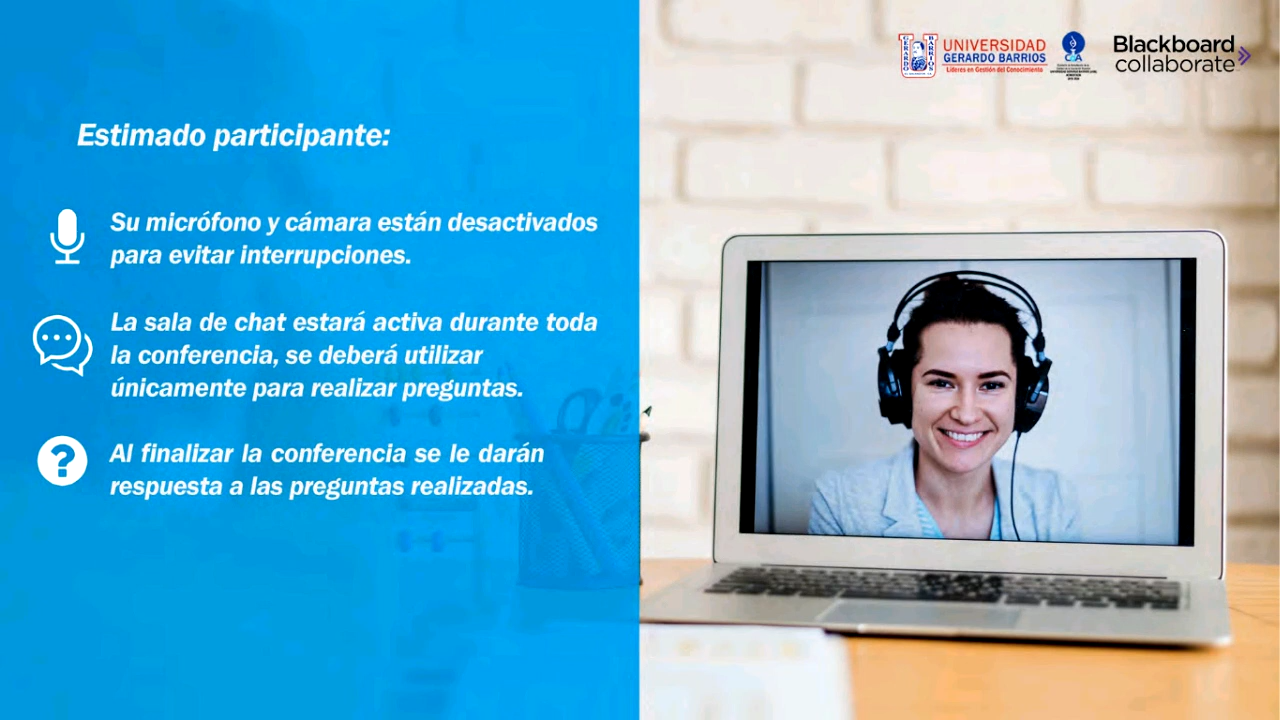 GERARDO
BARRIOS
UNIVERSIDAD
GERARDO BARRIOS
Líderes en Gestión del Conocimiento
Blackboard
collaborate
Estimado participante:
Su micrófono y cámara están desactivados
para evitar interrupciones.
La sala de chat estará activa durante toda
la conferencia, se deberá utilizar
únicamente para realizar preguntas.
?
Al finalizar la conferencia se le darán
respuesta a las preguntas realizadas.